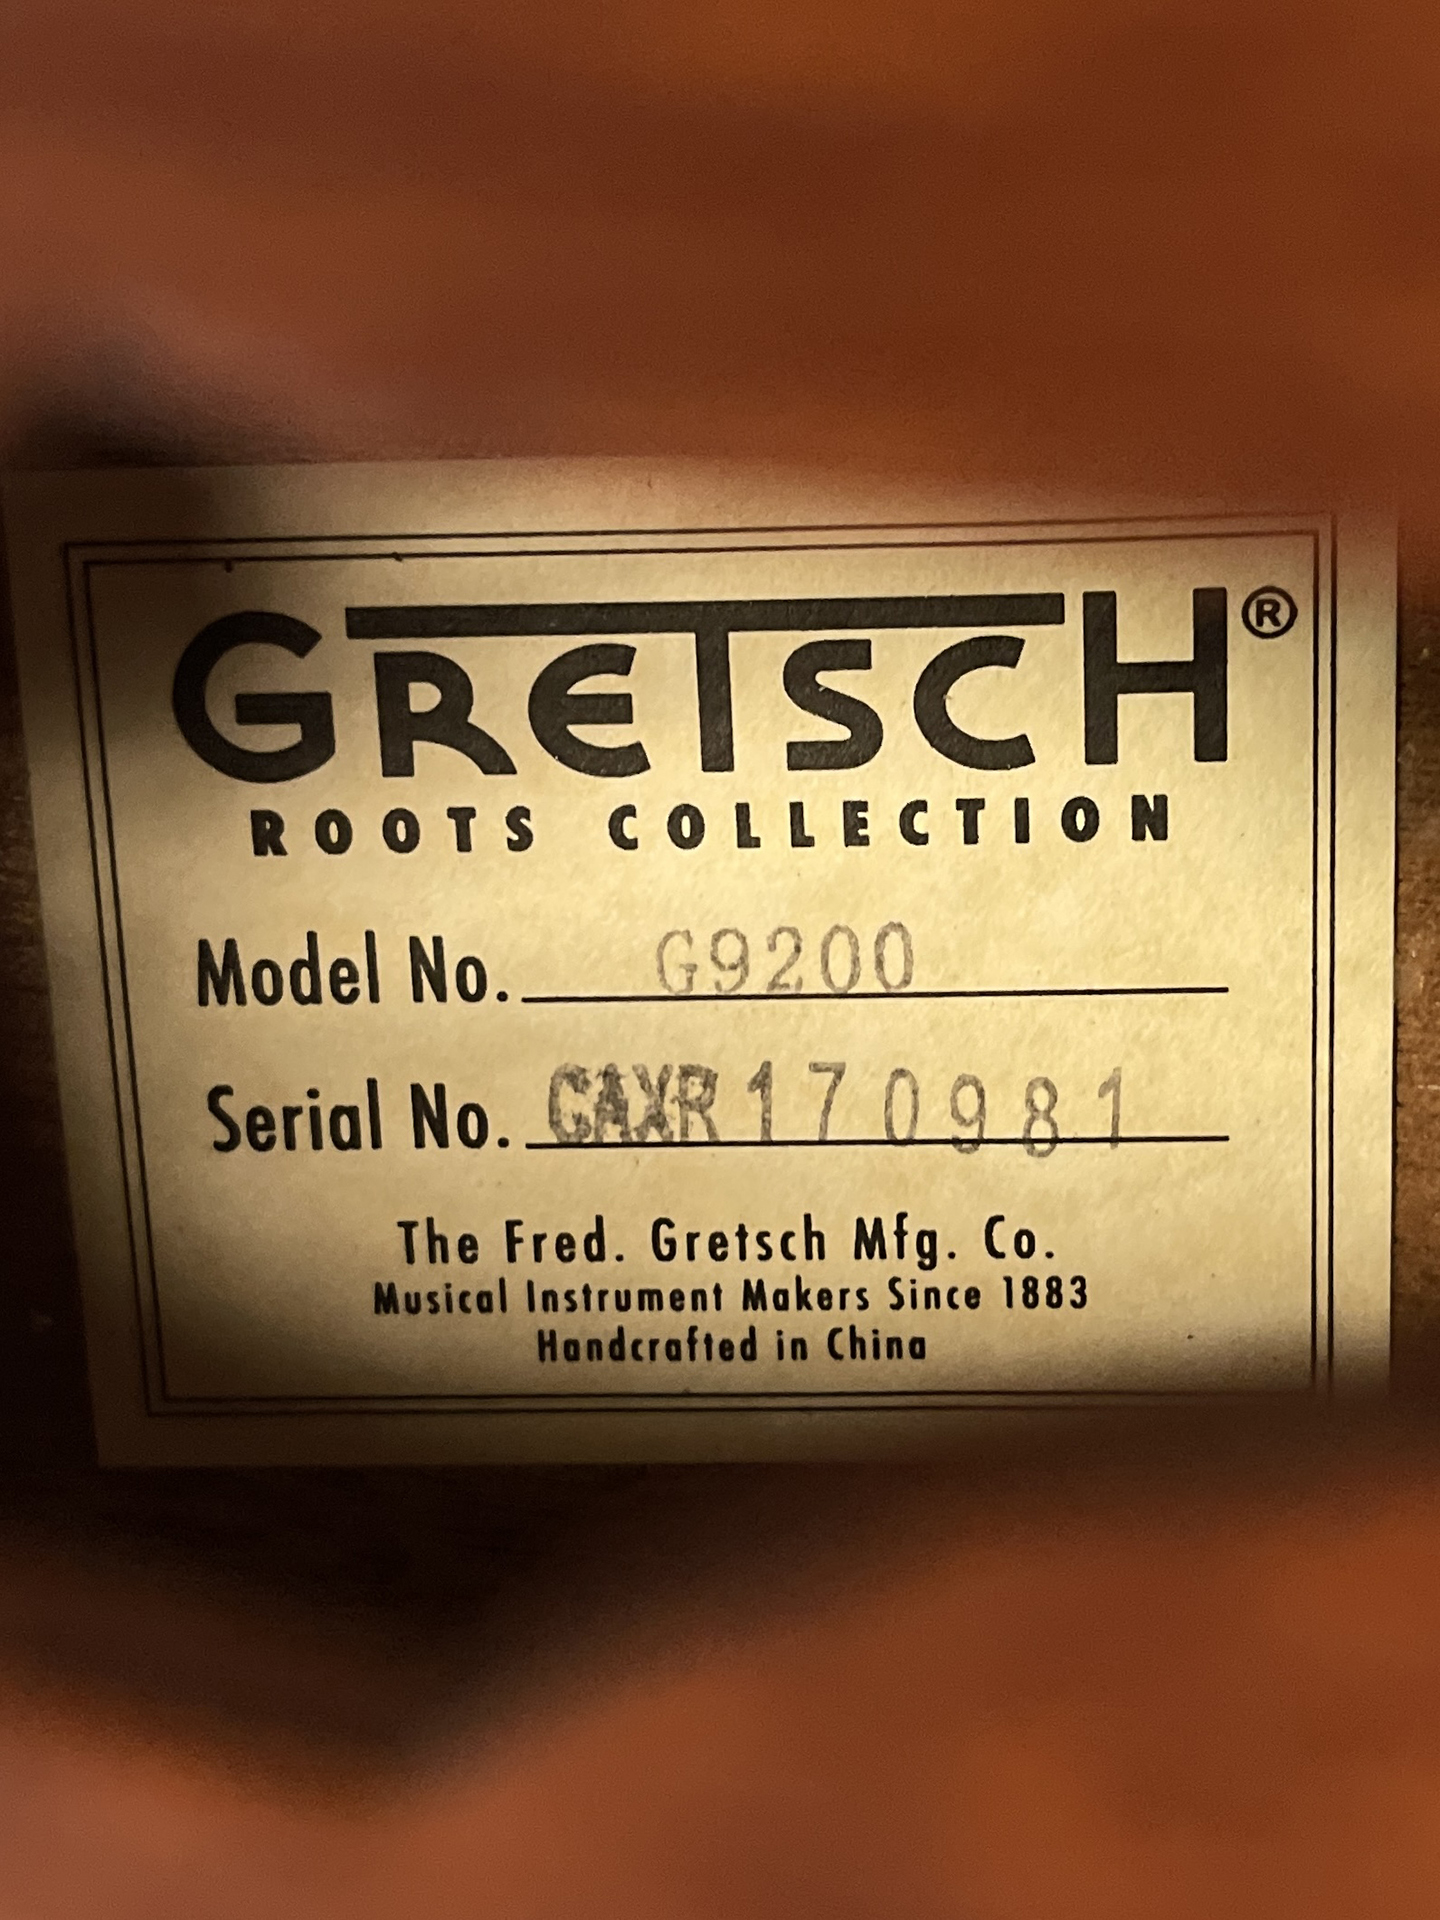 GRETSCH®
ROOTS COLLECTION
Model No. G9200
Serial No. CAXR170981
The Fred. Gretsch Mfg. Co.
Musical Instrument Makers Since 1883
Handcrafted in China